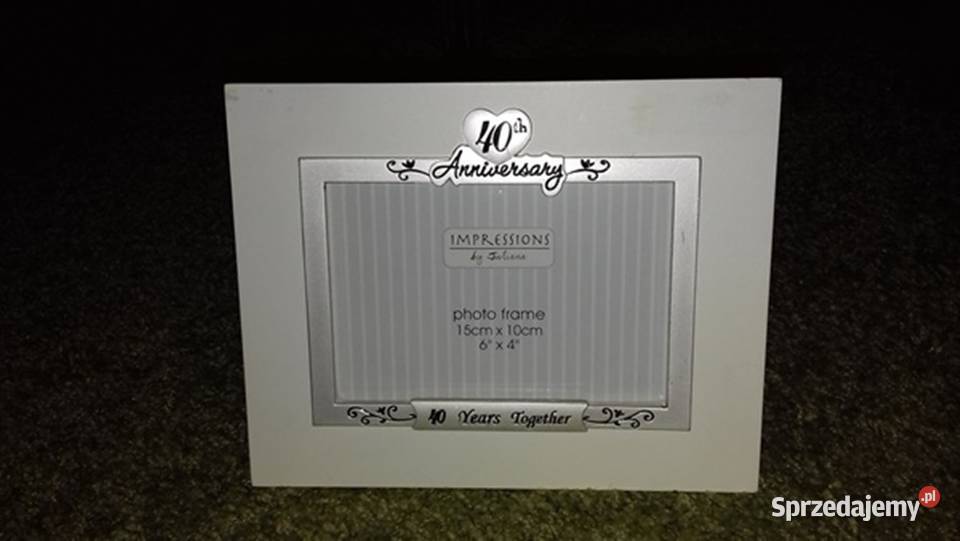 40th
Anniversary
IMPRESSIONS
by Juliana
photo frame
15cm x 10cm
6" x 4"
40 Years Together
Sprzedajemy.pl